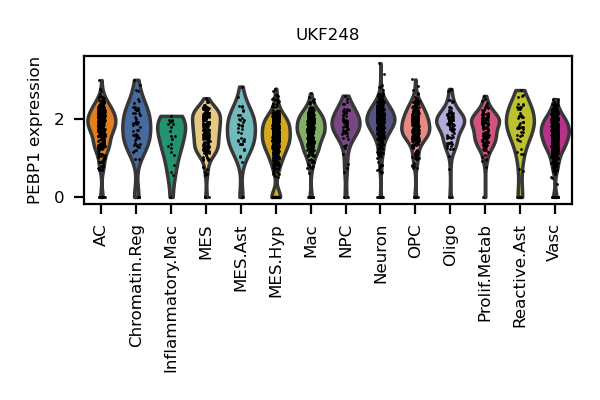 UKF248
PEBP1 expression
2
0
AC
Chromatin.Reg
Inflammatory.Mac
MES
MES.Ast
MES.Hyp
Mac
NPC
Neuron
OPC
Oligo
Prolif.Metab
Reactive.Ast
Vasc